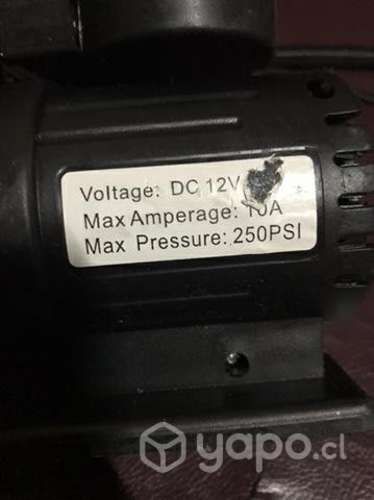 Voltage: DC 12V
Max Amperage: 10A
Max Pressure: 250PSI
yapo.cl